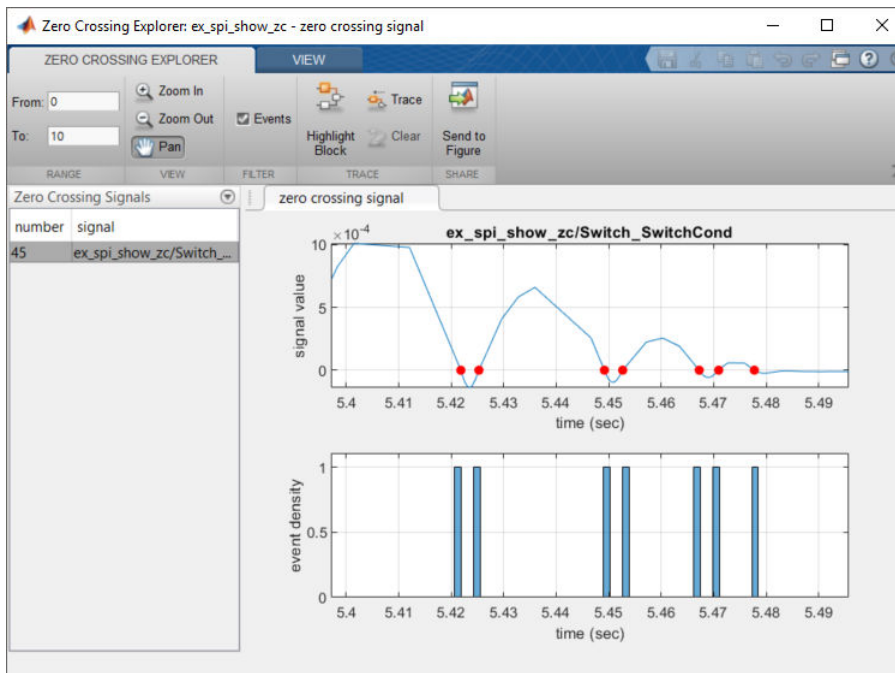 Zero Crossing Explorer: ex_spi_show_zc - zero crossing signal
ZERO CROSSING EXPLORER
VIEW
From: 0
To: 10
RANGE
Zoom In
Zoom Out
Pan
VIEW
Events
FILTER
Highlight
Block
Trace
Clear
TRACE
Send to
Figure
SHARE
Zero Crossing Signals
number signal
45 ex_spi_show_zc/Switch_...
zero crossing signal
ex_spi_show_zc/Switch_SwitchCond
×10⁻⁴
10
5
0
signal value
5.4 5.41 5.42 5.43 5.44 5.45 5.46 5.47 5.48 5.49
time (sec)
1
0.5
0
event density
5.4 5.41 5.42 5.43 5.44 5.45 5.46 5.47 5.48 5.49
time (sec)